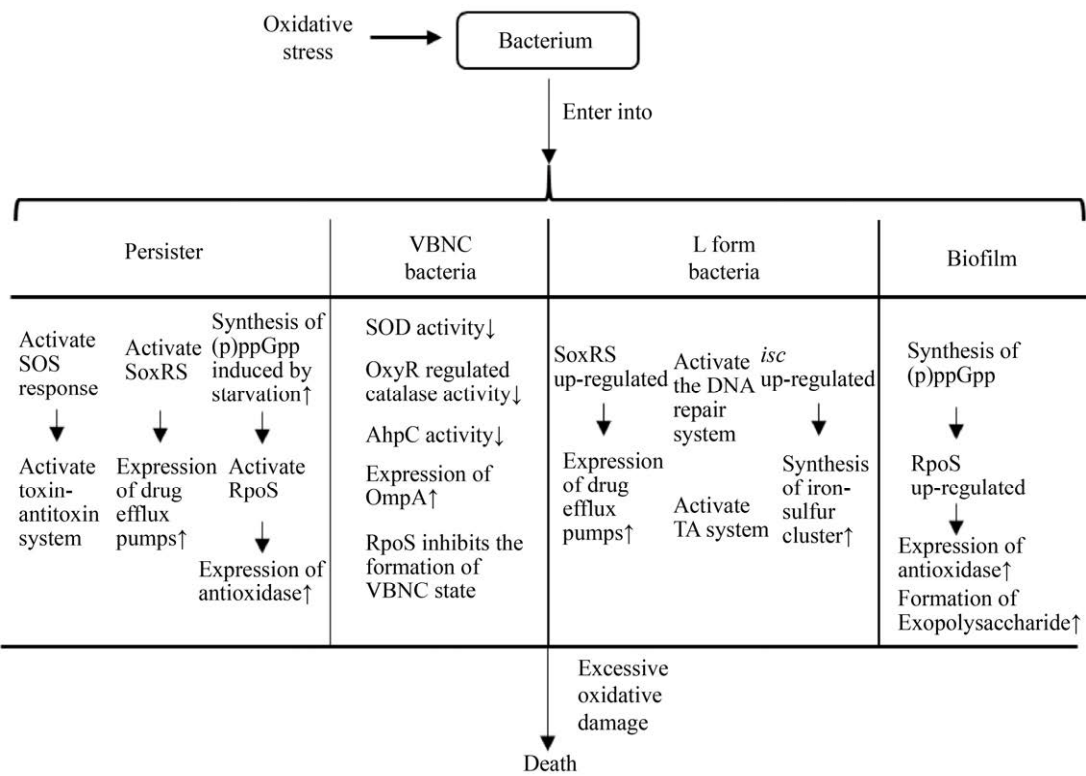 Oxidative
stress
Bacterium
Enter into
Persister
VBNC
bacteria
L form
bacteria
Biofilm
Activate
SOS
response
Activate
toxin-
antitoxin
system
Activate
SoxRS
Expression
of drug
efflux
pumps↑
Synthesis of
(p)ppGpp
induced by
starvation↑
Activate
RpoS
Expression of
antioxidase↑
SOD activity↓
OxyR regulated
catalase activity↓
AhpC activity↓
Expression of
OmpA↑
RpoS inhibits the
formation of
VBNC state
SoxRS
up-regulated
Expression
of drug
efflux
pumps↑
Activate
the DNA
repair
system
Activate
TA system
isc
up-regulated
Synthesis
of iron-
sulfur
cluster↑
Synthesis of
(p)ppGpp
RpoS
up-regulated
Expression of
antioxidase↑
Formation of
Exopolysaccharide↑
Excessive
oxidative
damage
Death